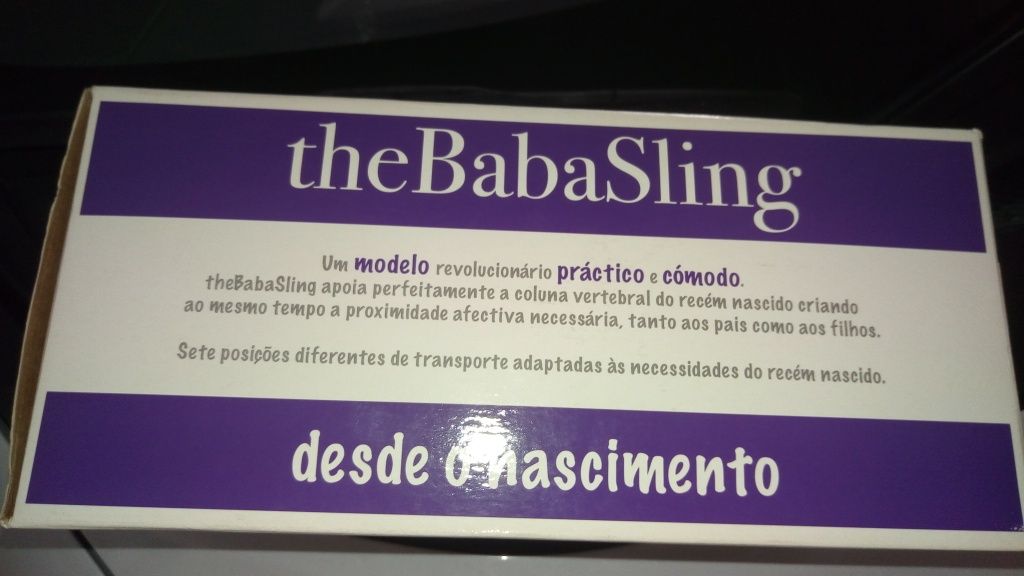 theBabaSling
Um modelo revolucionário práctico e cómodo.
theBabaSling apoia perfeitamente a coluna vertebral do recém nascido criando
ao mesmo tempo a proximidade afectiva necessária, tanto aos pais como aos filhos.
Sete posições diferentes de transporte adaptadas às necessidades do recém nascido.
desde o nascimento